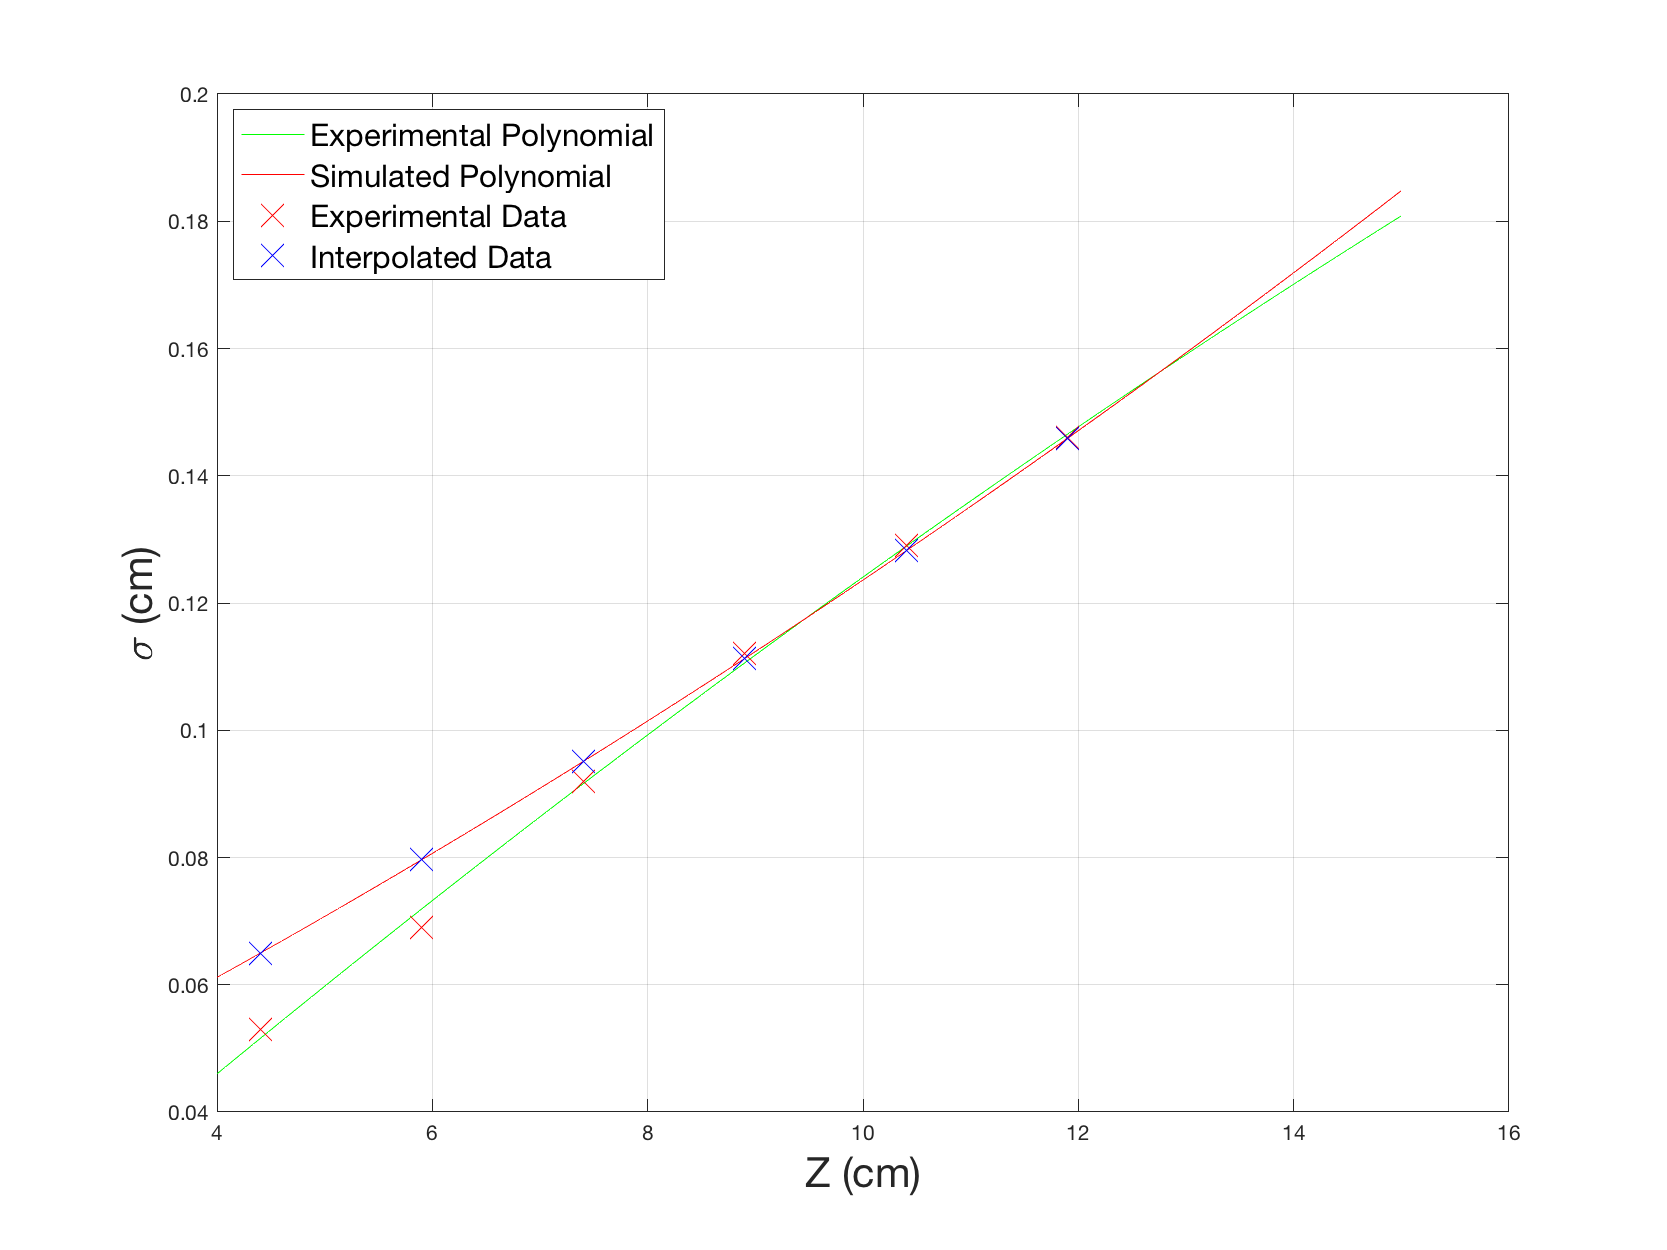 0.2
Experimental Polynomial
Simulated Polynomial
Experimental Data
Interpolated Data
0.18
0.16
0.14
0.12
0.1
0.08
0.06
0.04
σ (cm)
4 6 8 10 12 14 16
Z (cm)